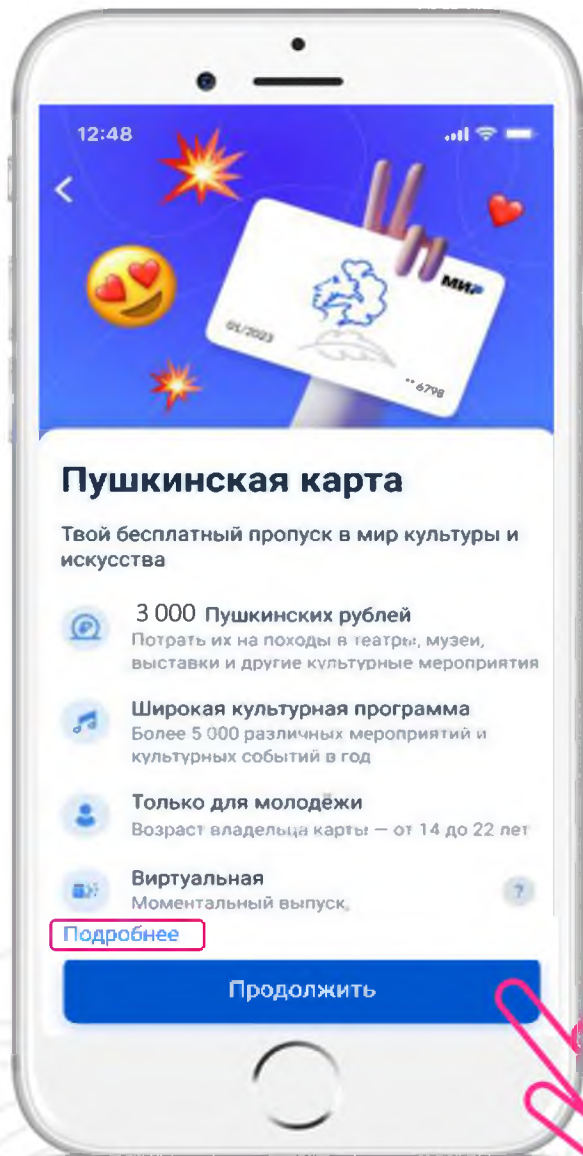 12:48
МИР
01/2023
** 6798
Пушкинская карта
Твой бесплатный пропуск в мир культуры и
искусства
3 000 Пушкинских рублей
Потрать их на походы в театры, музеи,
выставки и другие культурные мероприятия
Широкая культурная программа
Более 5 000 различных мероприятий и
культурных событий в год
Только для молодёжи
Возраст владельца карты — от 14 до 22 лет
Виртуальная
Моментальный выпуск,
?
Подробнее
Продолжить